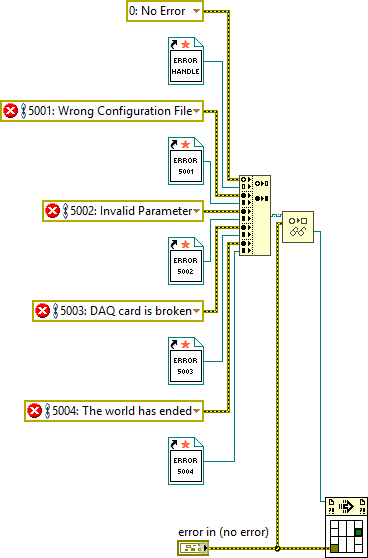 0: No Error
ERROR
HANDLE
5001: Wrong Configuration File
ERROR
5001
5002: Invalid Parameter
ERROR
5002
5003: DAQ card is broken
ERROR
5003
5004: The world has ended
ERROR
5004
error in (no error)
?!
?!